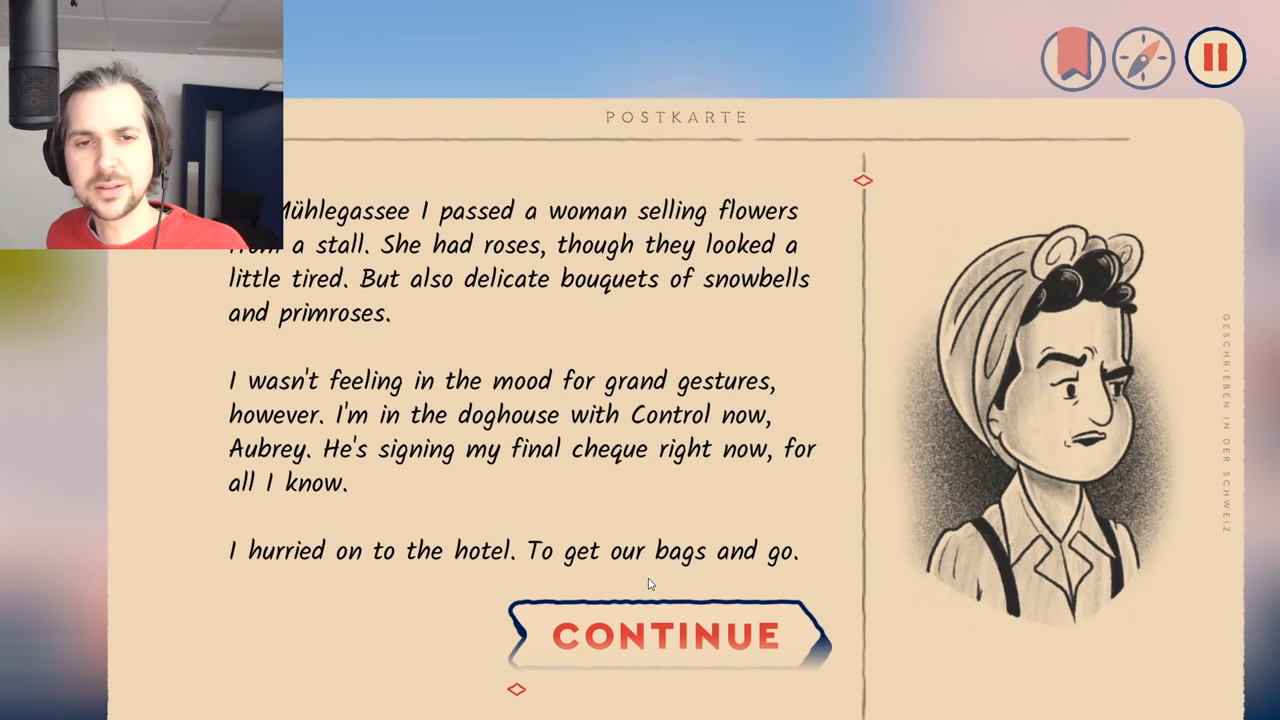 POSTKARTE
Mühlegassee I passed a woman selling flowers
from a stall. She had roses, though they looked a
little tired. But also delicate bouquets of snowbells
and primroses.
I wasn't feeling in the mood for grand gestures,
however. I'm in the doghouse with Control now,
Aubrey. He's signing my final cheque right now, for
all I know.
I hurried on to the hotel. To get our bags and go.
CONTINUE
GESCHRIEBEN IN DER SCHWEIZ